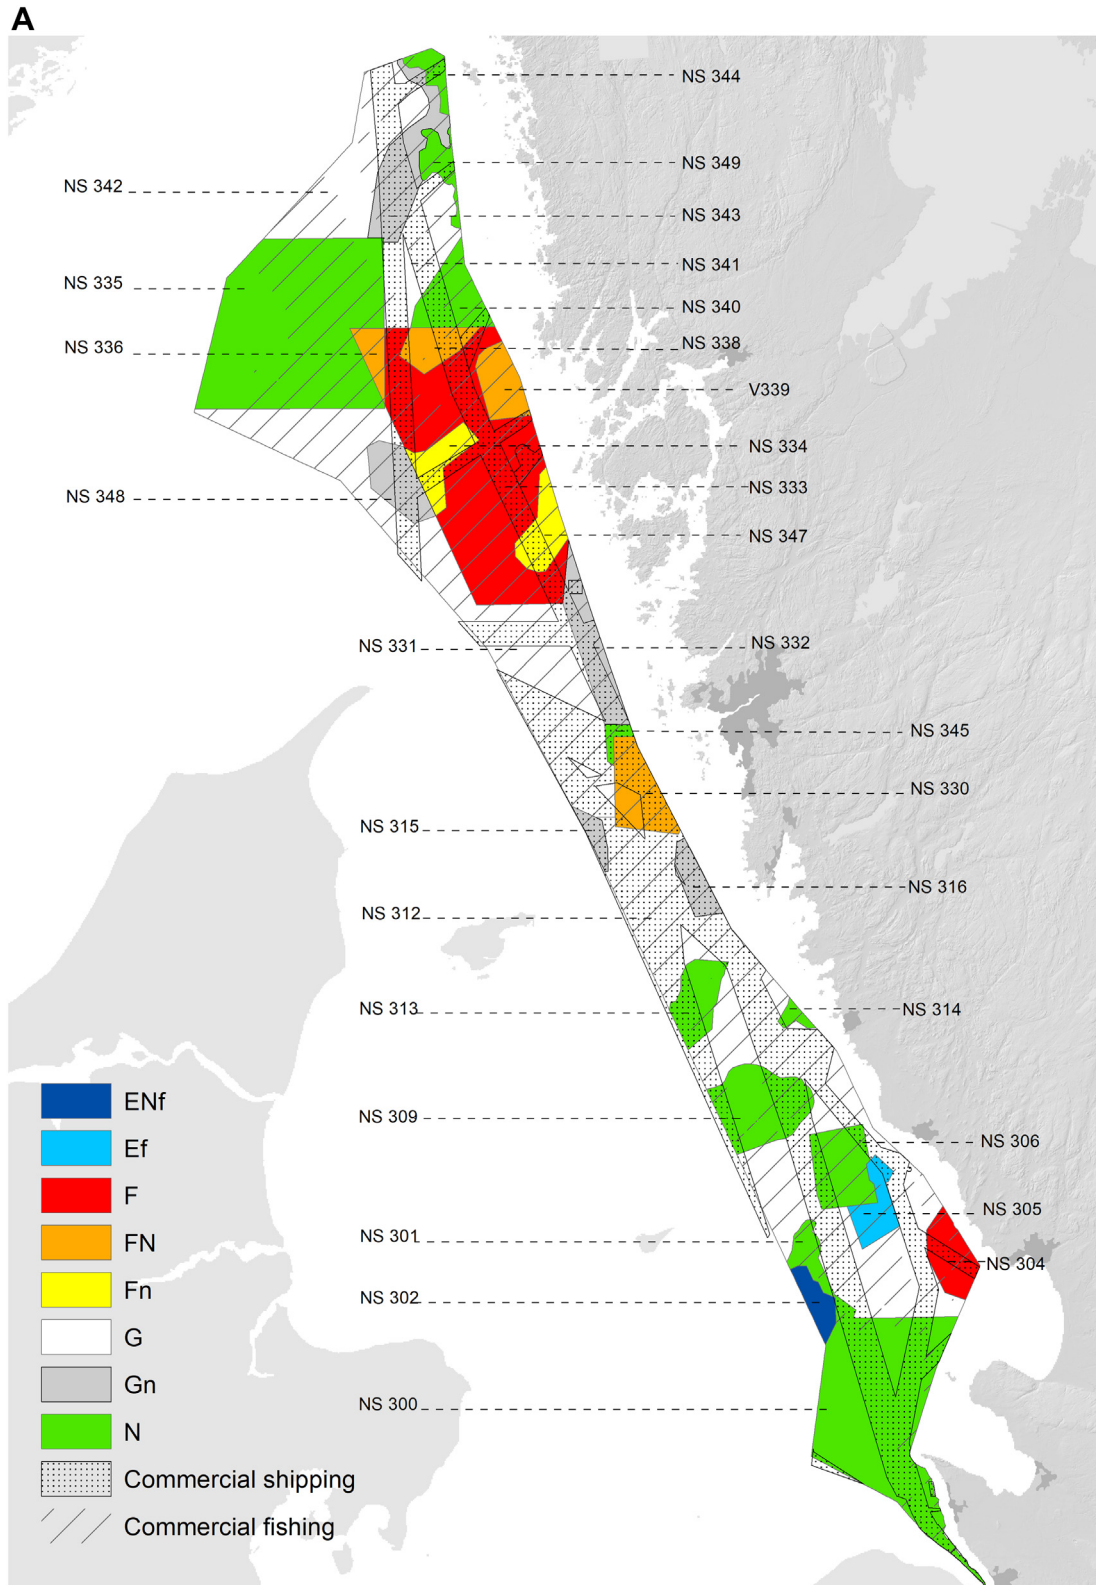 A
NS 344
NS 349
NS 342
NS 343
NS 341
NS 335
NS 340
NS 336
NS 338
V339
NS 334
NS 333
NS 348
NS 347
NS 331
NS 332
NS 345
NS 330
NS 315
NS 316
NS 312
NS 313
NS 314
NS 309
NS 306
NS 305
NS 301
NS 304
NS 302
NS 300
ENf
Ef
F
FN
Fn
G
Gn
N
Commercial shipping
Commercial fishing